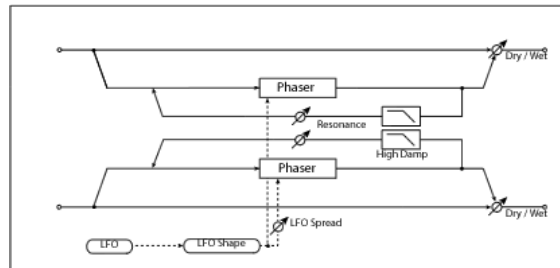 Dry / Wet
Phaser
Resonance
High Damp
Phaser
Dry / Wet
LFO Spread
LFO
LFO Shape